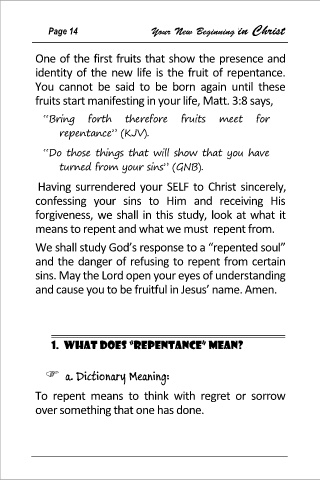 Page 14 Your New Beginning in Christ
One of the first fruits that show the presence and
identity of the new life is the fruit of repentance.
You cannot be said to be born again until these
fruits start manifesting in your life, Matt. 3:8 says,
"Bring forth therefore fruits meet for
repentance" (KJV).
"Do those things that will show that you have
turned from your sins" (GNB).
Having surrendered your SELF to Christ sincerely,
confessing your sins to Him and receiving His
forgiveness, we shall in this study, look at what it
means to repent and what we must repent from.
We shall study God's response to a "repented soul"
and the danger of refusing to repent from certain
sins. May the Lord open your eyes of understanding
and cause you to be fruitful in Jesus' name. Amen.
1. WHAT DOES "REPENTANCE" MEAN?
a. Dictionary Meaning:
To repent means to think with regret or sorrow
over something that one has done.